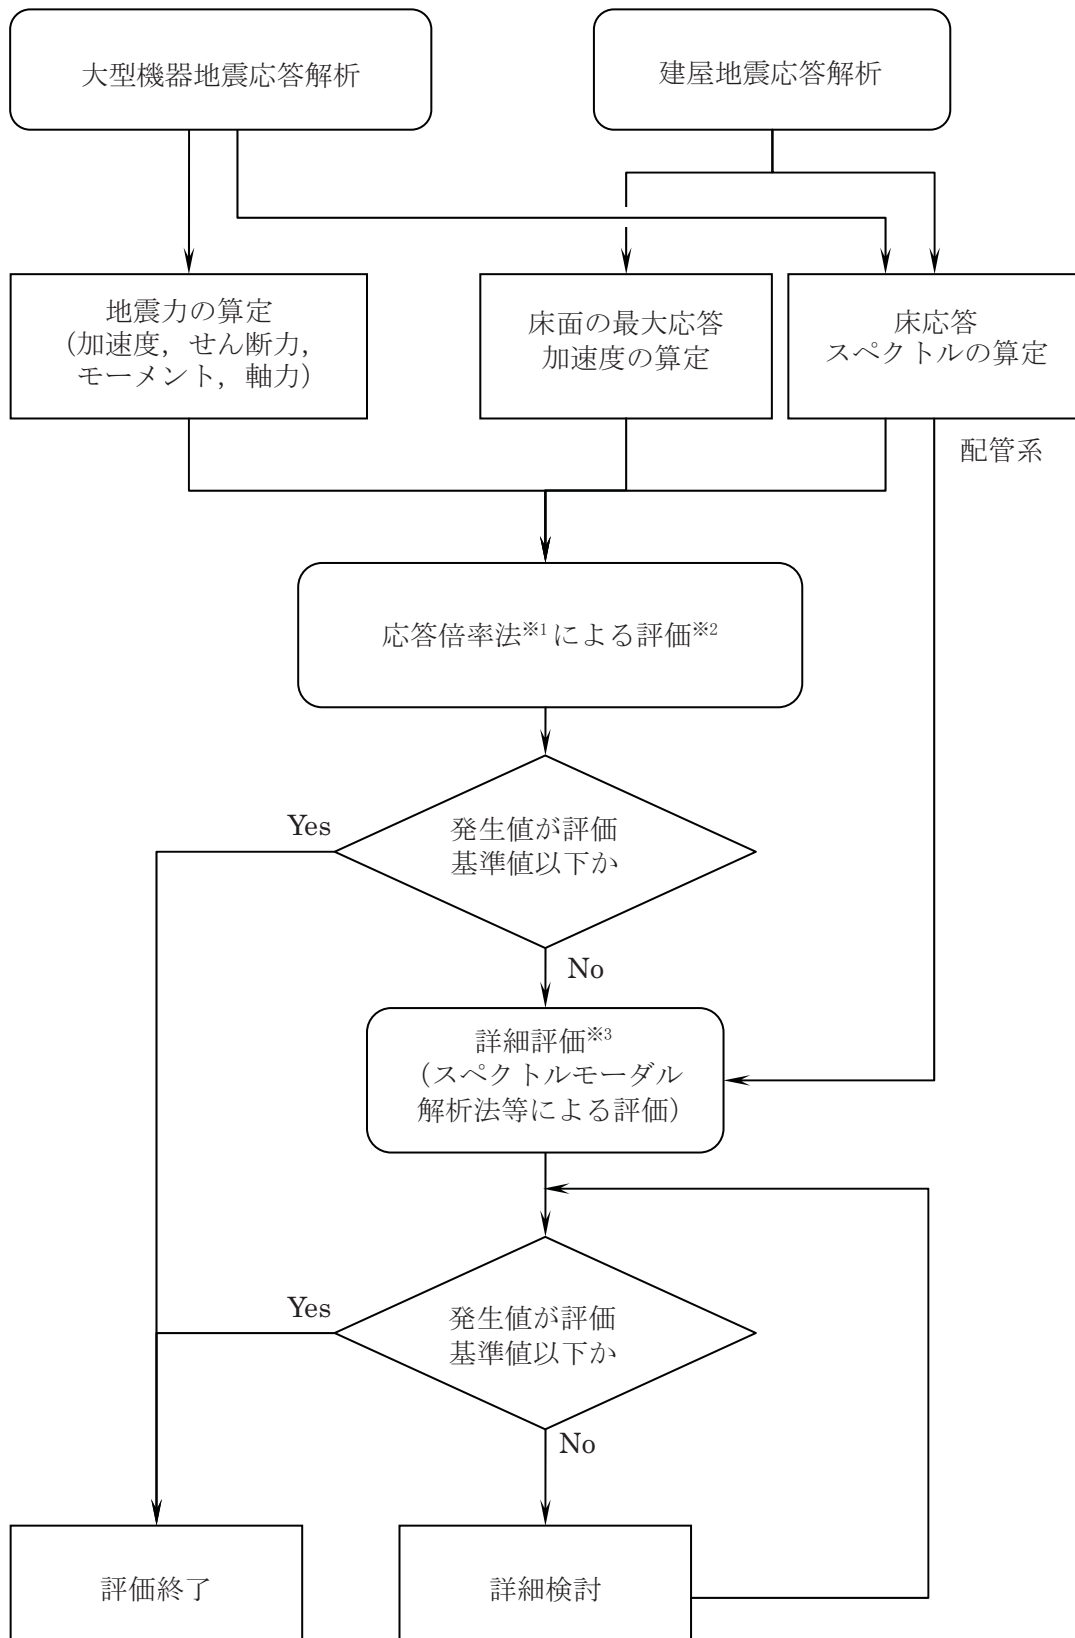 大型機器地震応答解析
建屋地震応答解析
地震力の算定
（加速度，せん断力，
モーメント，軸力）
床面の最大応答
加速度の算定
床応答
スペクトルの算定
配管系
応答倍率法※1による評価※2
Yes
発生値が評価
基準値以下か
No
詳細評価※3
（スペクトルモーダル
解析法等による評価）
Yes
発生値が評価
基準値以下か
No
評価終了
詳細検討